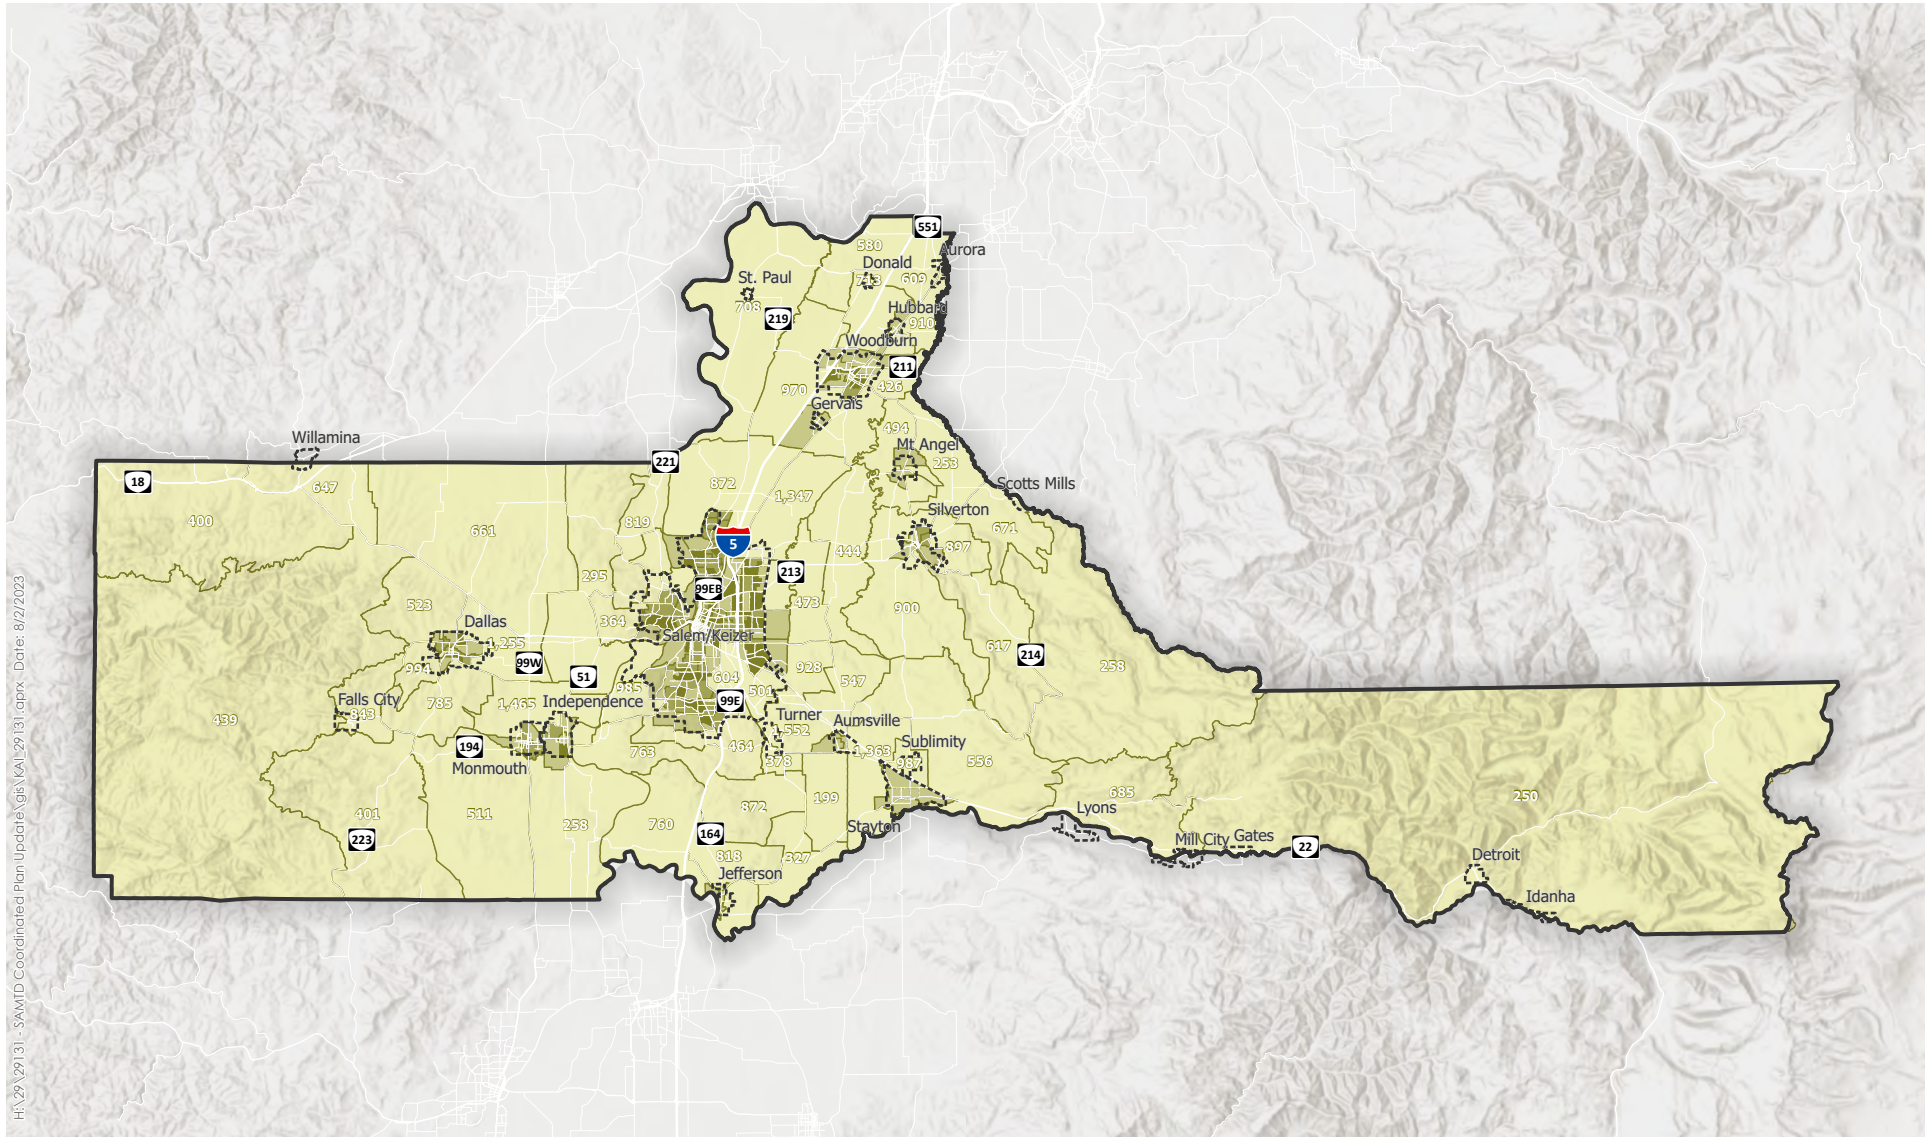 551
Aurora
580
Donald
St. Paul
713
609
708
219
Hubbard
910
Woodburn
211
970
426
Gervais
494
Willamina
Mt Angel
221
253
18
647
872
1,347
Scotts Mills
Silverton
400
661
819
671
5
897
444
213
295
99EB
523
473
364
900
Dallas
Salem/Keizer
1,255
617
214
99W
258
994
928
51
604
547
985
501
Falls City
785
1,465
Independence
99E
843
439
Turner
Aumsville
1,552
194
464
Sublimity
763
1,363
Monmouth
378
987
556
685
250
199
872
Lyons
401
511
258
760
Stayton
164
Mill City
Gates
223
22
818
327
Detroit
Jefferson
Idanha
H:\29\29131 - SAMTD Coordinated Plan Update\gis\KAI_29131.aprx Date: 8/2/2023